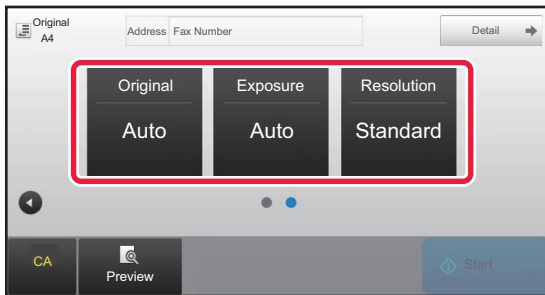 Original
A4
Address Fax Number
Detail
Original Exposure Resolution
Auto Auto Standard
CA
Preview
Start